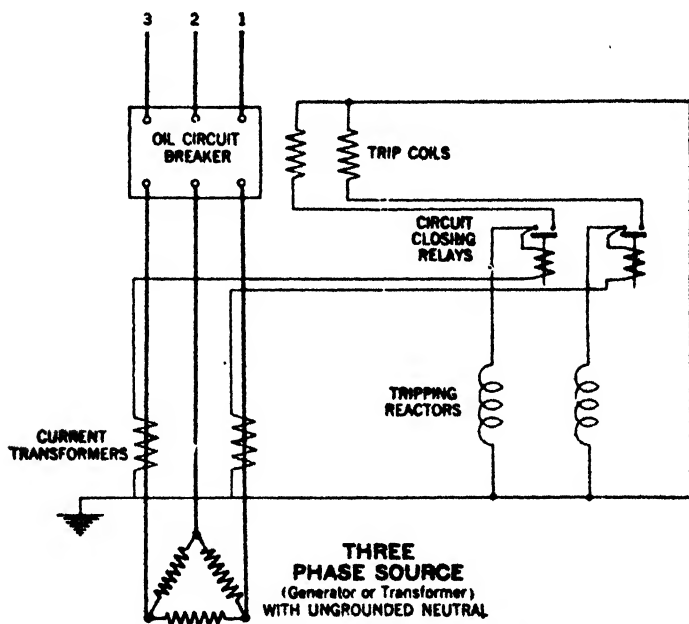 3 2 1
OIL CIRCUIT
BREAKER
TRIP COILS
CIRCUIT
CLOSING
RELAYS
TRIPPING
REACTORS
CURRENT
TRANSFORMERS
THREE
PHASE SOURCE
(Generator or Transformer)
WITH UNGROUNDED NEUTRAL